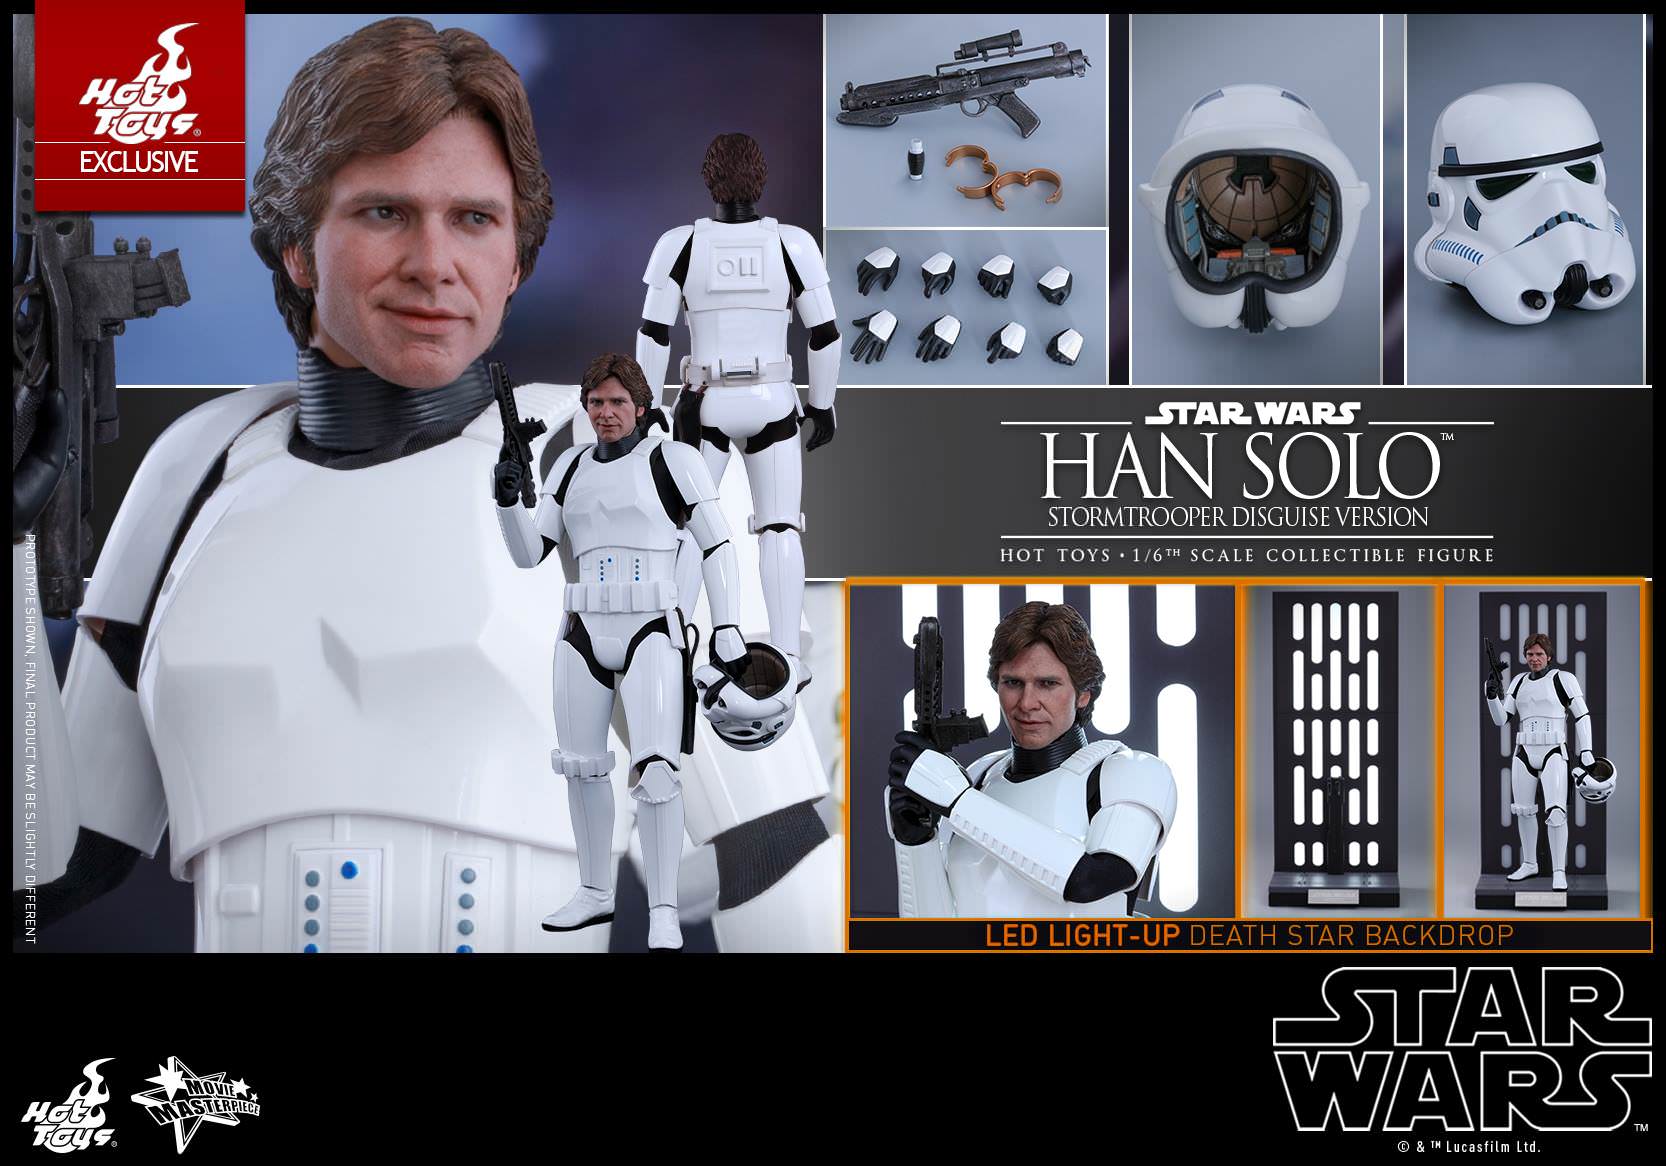 Hot
Toys®
EXCLUSIVE
STAR WARS
HAN SOLO™
STORMTROOPER DISGUISE VERSION
HOT TOYS • 1/6TH SCALE COLLECTIBLE FIGURE
PROTOTYPE SHOWN, FINAL PRODUCT MAY BE SLIGHTLY DIFFERENT
LED LIGHT-UP DEATH STAR BACKDROP
Hot
Toys®
MOVIE
MASTERPIECE
STAR
WARS™
© & ™ Lucasfilm Ltd.